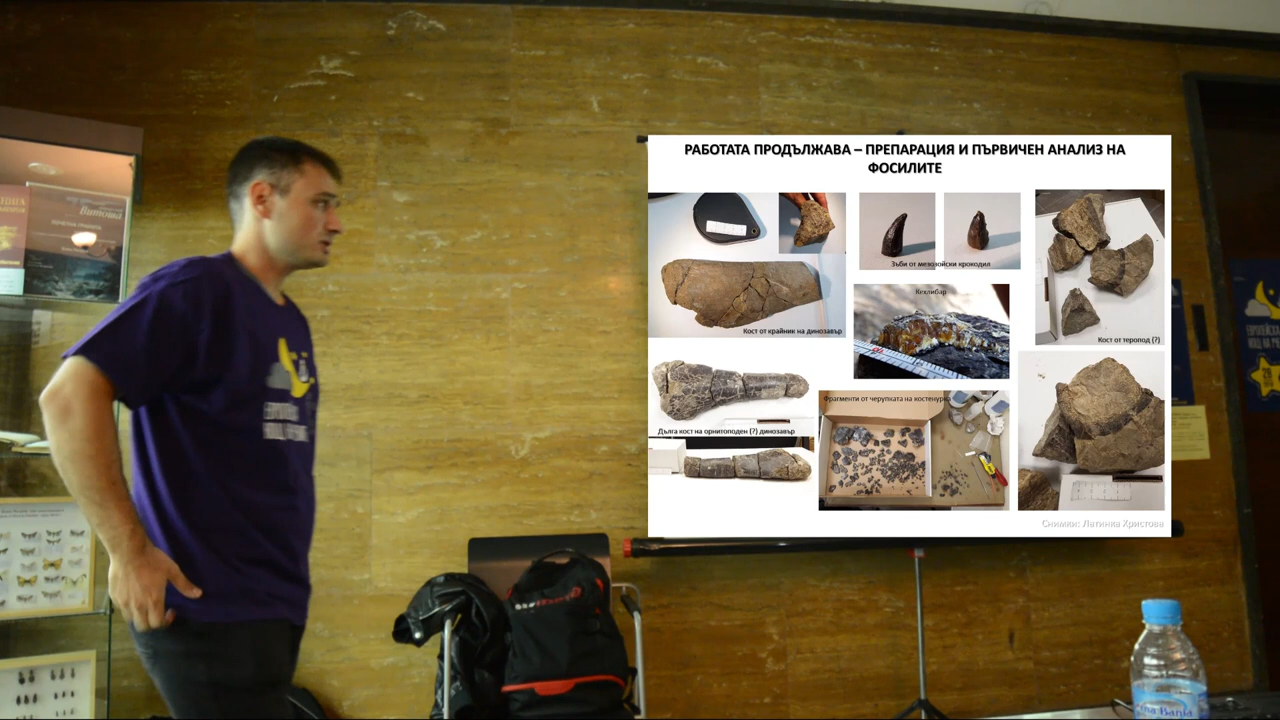 РАБОТАТА ПРОДЪЛЖАВА – ПРЕПАРАЦИЯ И ПЪРВИЧЕН АНАЛИЗ НА
ФОСИЛИТЕ
Зъби от мезозойски крокодил
Кехлибар
Кост от крайник на динозавър
Кост от теропод (?)
Дълга кост на орнитоподен (?) динозавър
Фрагменти от черупката на костенурка
Снимки: Латинка Христова
Витоша